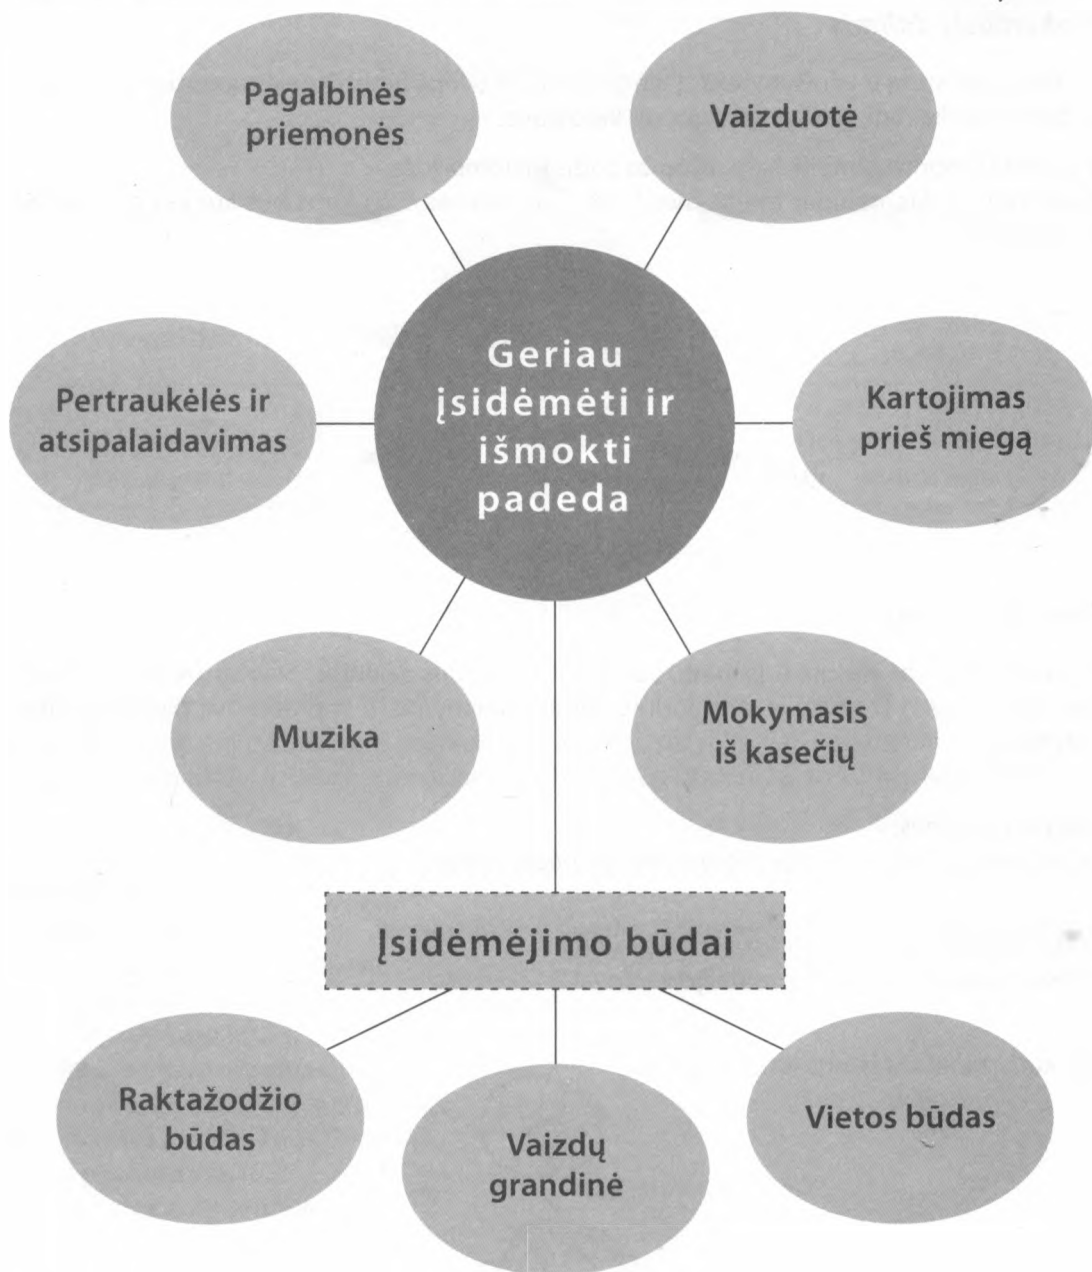 Pagalbinės
priemonės
Vaizduotė
Geriau
įsidėmėti ir
išmokti
padeda
Pertraukėlės ir
atsipalaidavimas
Kartojimas
prieš miegą
Muzika
Mokymasis
iš kasečių
Įsidėmėjimo būdai
Raktažodžio
būdas
Vaizdų
grandinė
Vietos būdas